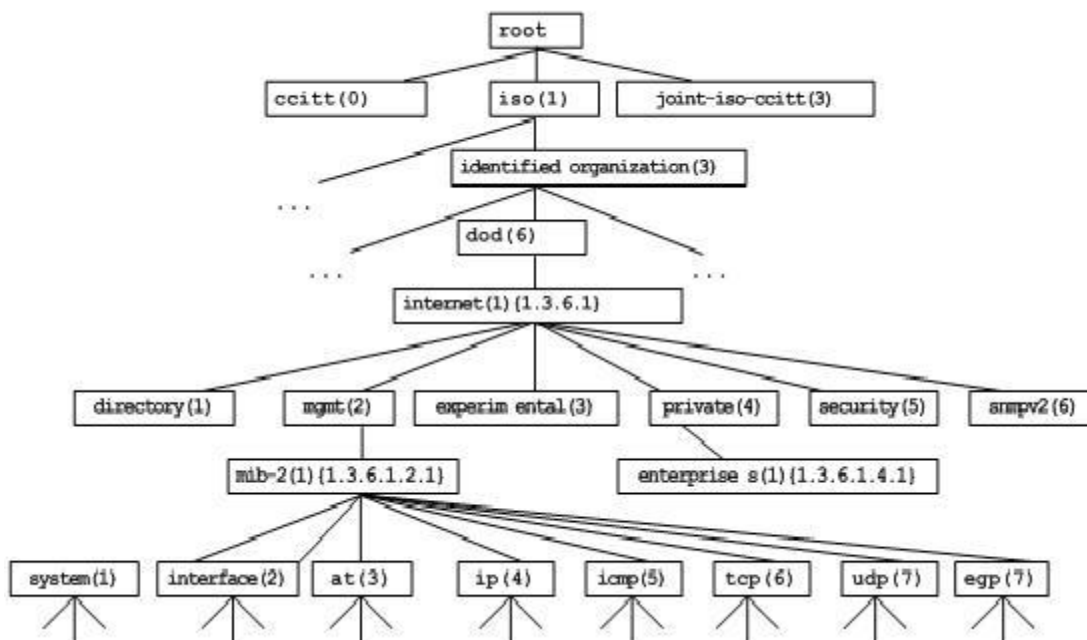 root
ccitt(0) iso(1) joint-iso-ccitt(3)
identified organization(3)
...
dod(6)
... ...
internet(1){1.3.6.1}
directory(1) mgmt(2) experim ental(3) private(4) security(5) snmpv2(6)
mib-2(1){1.3.6.1.2.1} enterprise s(1){1.3.6.1.4.1}
system(1) interface(2) at(3) ip(4) icmp(5) tcp(6) udp(7) egp(7)